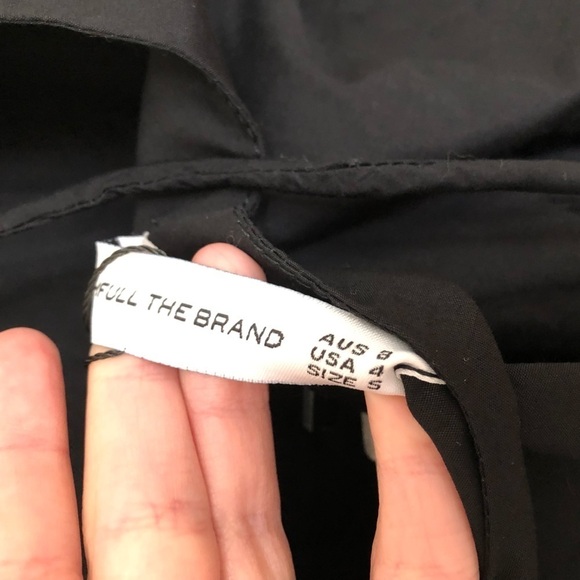 FULL THE BRAND
AUS 8
USA 4
SIZE S